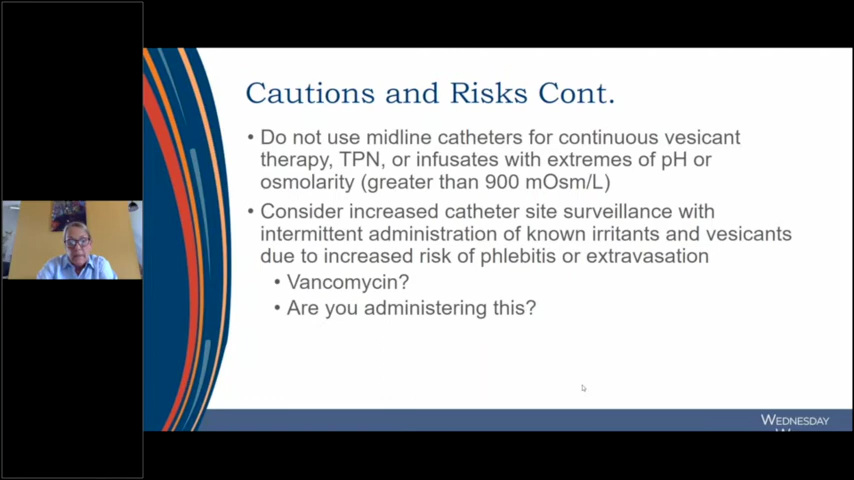 Cautions and Risks Cont.
• Do not use midline catheters for continuous vesicant
therapy, TPN, or infusates with extremes of pH or
osmolarity (greater than 900 mOsm/L)
• Consider increased catheter site surveillance with
intermittent administration of known irritants and vesicants
due to increased risk of phlebitis or extravasation
• Vancomycin?
• Are you administering this?
WEDNESDAY